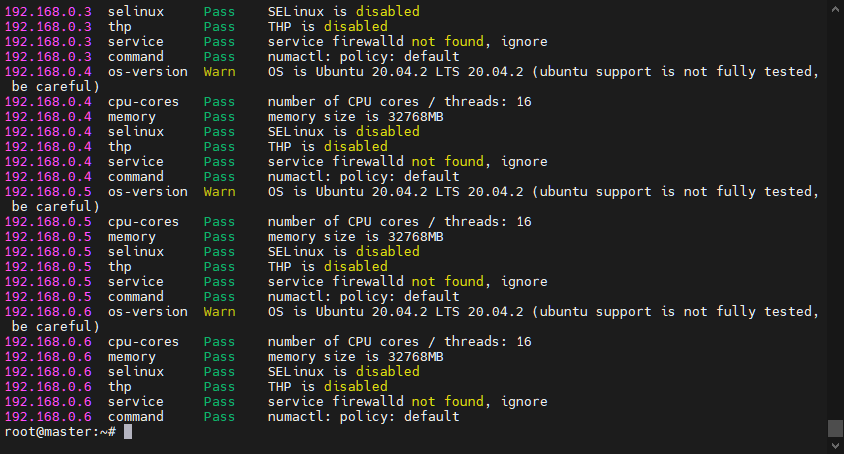 192.168.0.3  selinux     Pass    SELinux is disabled
192.168.0.3  thp         Pass    THP is disabled
192.168.0.3  service     Pass    service firewalld not found, ignore
192.168.0.3  command     Pass    numactl: policy: default
192.168.0.4  os-version  Warn    OS is Ubuntu 20.04.2 LTS 20.04.2 (ubuntu support is not fully tested,
 be careful)
192.168.0.4  cpu-cores   Pass    number of CPU cores / threads: 16
192.168.0.4  memory      Pass    memory size is 32768MB
192.168.0.4  selinux     Pass    SELinux is disabled
192.168.0.4  thp         Pass    THP is disabled
192.168.0.4  service     Pass    service firewalld not found, ignore
192.168.0.4  command     Pass    numactl: policy: default
192.168.0.5  os-version  Warn    OS is Ubuntu 20.04.2 LTS 20.04.2 (ubuntu support is not fully tested,
 be careful)
192.168.0.5  cpu-cores   Pass    number of CPU cores / threads: 16
192.168.0.5  memory      Pass    memory size is 32768MB
192.168.0.5  selinux     Pass    SELinux is disabled
192.168.0.5  thp         Pass    THP is disabled
192.168.0.5  service     Pass    service firewalld not found, ignore
192.168.0.5  command     Pass    numactl: policy: default
192.168.0.6  os-version  Warn    OS is Ubuntu 20.04.2 LTS 20.04.2 (ubuntu support is not fully tested,
 be careful)
192.168.0.6  cpu-cores   Pass    number of CPU cores / threads: 16
192.168.0.6  memory      Pass    memory size is 32768MB
192.168.0.6  selinux     Pass    SELinux is disabled
192.168.0.6  thp         Pass    THP is disabled
192.168.0.6  service     Pass    service firewalld not found, ignore
192.168.0.6  command     Pass    numactl: policy: default
root@master:~#